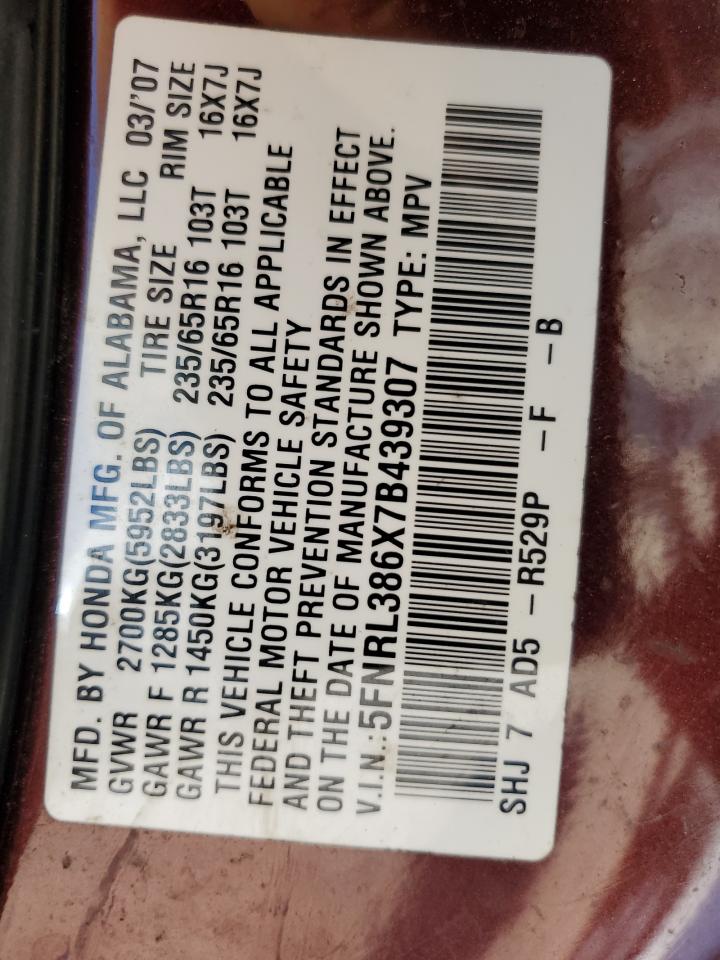 MFD. BY HONDA MFG. OF ALABAMA, LLC 03/'07
GVWR 2700KG(5952LBS) TIRE SIZE RIM SIZE
GAWR F 1285KG(2833LBS) 235/65R16 103T 16X7J
GAWR R 1450KG(3197LBS) 235/65R16 103T 16X7J
THIS VEHICLE CONFORMS TO ALL APPLICABLE
FEDERAL MOTOR VEHICLE SAFETY
AND THEFT PREVENTION STANDARDS IN EFFECT
ON THE DATE OF MANUFACTURE SHOWN ABOVE.
V.I.N.: 5FNRL386X7B439307 TYPE: MPV
SHJ 7 AD5 - R529P - F - B